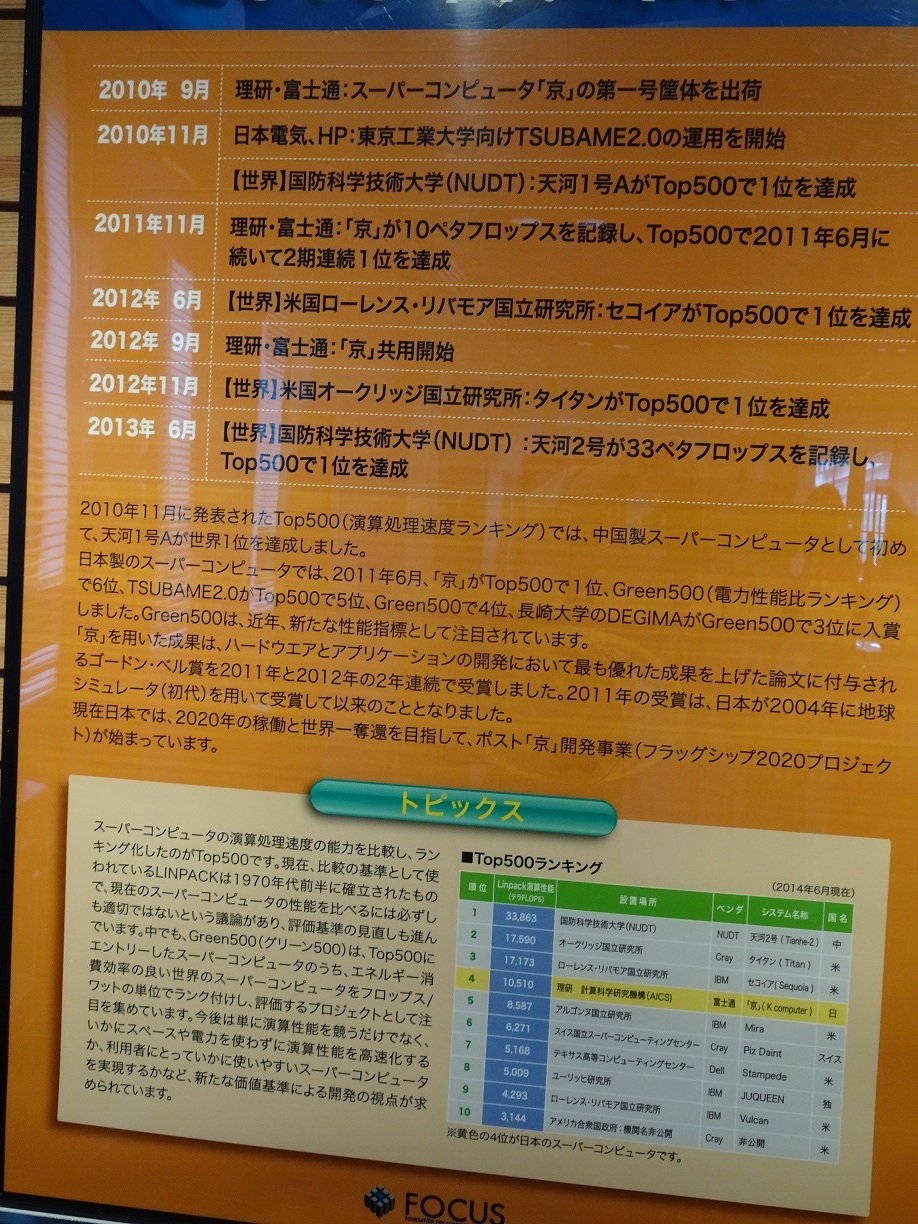 2010年 9月 理研・富士通：スーパーコンピュータ「京」の第一号筐体を出荷
2010年11月 日本電気、HP：東京工業大学向けTSUBAME2.0の運用を開始
【世界】国防科学技術大学（NUDT）：天河1号AがTop500で1位を達成
2011年11月 理研・富士通：「京」が10ペタフロップスを記録し、Top500で2011年6月に
続いて2期連続1位を達成
2012年 6月 【世界】米国ローレンス・リバモア国立研究所：セコイアがTop500で1位を達成
2012年 9月 理研・富士通：「京」共用開始
2012年11月 【世界】米国オークリッジ国立研究所：タイタンがTop500で1位を達成
2013年 6月 【世界】国防科学技術大学（NUDT）：天河2号が33ペタフロップスを記録し、
Top500で1位を達成
2010年11月に発表されたTop500（演算処理速度ランキング）では、中国製スーパーコンピュータとして初め
て、天河1号Aが世界1位を達成しました。
日本製のスーパーコンピュータでは、2011年6月、「京」がTop500で1位、Green500（電力性能比ランキング）
で6位、TSUBAME2.0がTop500で5位、Green500で4位、長崎大学のDEGIMAがGreen500で3位に入賞
しました。Green500は、近年、新たな性能指標として注目されています。
「京」を用いた成果は、ハードウエアとアプリケーションの開発において最も優れた成果を上げた論文に付与され
るゴードン・ベル賞を2011年と2012年の2年連続で受賞しました。2011年の受賞は、日本が2004年に地球
シミュレータ（初代）を用いて受賞して以来のこととなりました。
現在日本では、2020年の稼働と世界一奪還を目指して、ポスト「京」開発事業（フラッグシップ2020プロジェク
ト）が始まっています。
トピックス
スーパーコンピュータの演算処理速度の能力を比較し、ラン
キング化したのがTop500です。現在、比較の基準として使
われているLINPACKは1970年代前半に確立されたもの
で、現在のスーパーコンピュータの性能を比べるには必ずし
も適切ではないという議論があり、評価基準の見直しも進ん
でいます。中でも、Green500（グリーン500）は、Top500に
エントリーしたスーパーコンピュータのうち、エネルギー消
費効率の良い世界のスーパーコンピュータをフロップス/
ワットの単位でランク付けし、評価するプロジェクトとして注
目を集めています。今後は単に演算性能を競うだけでなく、
いかにスペースや電力を使わずに演算性能を高速化する
か、利用者にとっていかに使いやすいスーパーコンピュータ
を実現するかなど、新たな価値基準による開発の視点が求
められています。
■Top500ランキング
（2014年6月現在）
順位 Linpack演算性能（テラFLOPS） 設置場所 ベンダ システム名称 国名
1 33,863 国防科学技術大学（NUDT） NUDT 天河2号（Tianhe-2） 中
2 17,590 オークリッジ国立研究所 Cray タイタン（Titan） 米
3 17,173 ローレンス・リバモア国立研究所 IBM セコイア（Sequoia） 米
4 10,510 理研 計算科学研究機構（AICS） 富士通 「京」（K computer） 日
5 8,587 アルゴンヌ国立研究所 IBM Mira 米
6 6,271 スイス国立スーパーコンピューティングセンター Cray Piz Daint スイス
7 5,168 テキサス高等コンピューティングセンター Dell Stampede 米
8 5,009 ユーリッヒ研究所 IBM JUQUEEN 独
9 4,293 ローレンス・リバモア国立研究所 IBM Vulcan 米
10 3,144 アメリカ合衆国政府：機関名非公開 Cray 非公開 米
※黄色の4位が日本のスーパーコンピュータです。
FOCUS